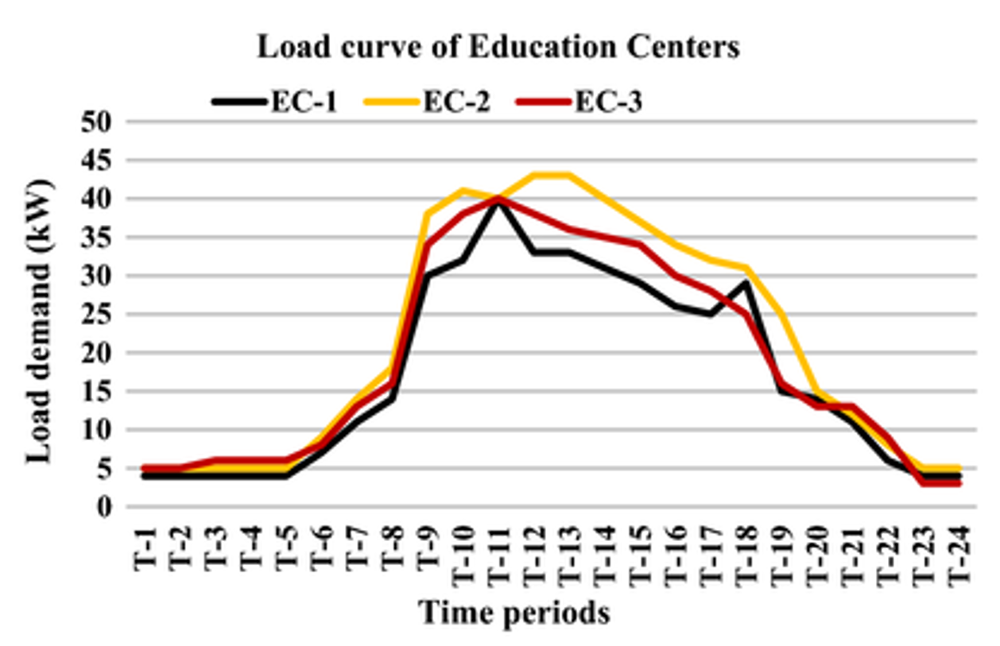 Load curve of Education Centers
EC-1 EC-2 EC-3
50
45
40
35
30
25
20
15
10
5
0
Load demand (kW)
T-1 T-2 T-3 T-4 T-5 T-6 T-7 T-8 T-9 T-10 T-11 T-12 T-13 T-14 T-15 T-16 T-17 T-18 T-19 T-20 T-21 T-22 T-23 T-24
Time periods